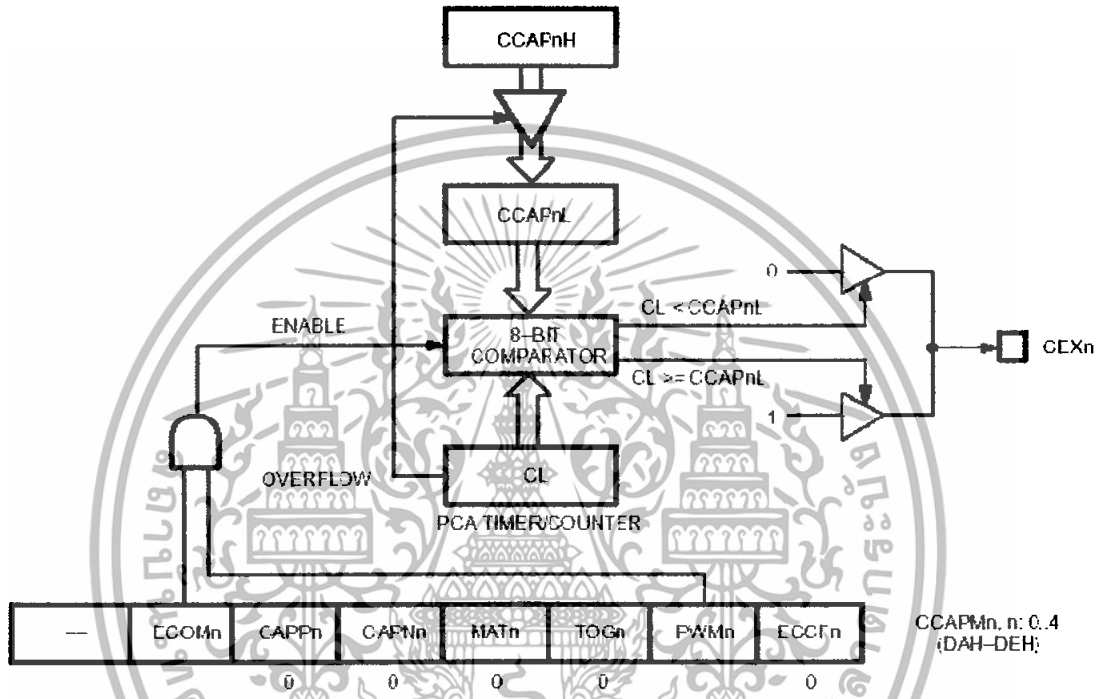 CCAPnH
CCAPnL
0
CL < CCAPnL
ENABLE
8–BIT
COMPARATOR
CEXn
CL >= CCAPnL
1
OVERFLOW
CL
PCA TIMER/COUNTER
— ECOMn CAPPn CAPNn MATn TOGn PWMn ECCFn
CCAPMn, n: 0..4
(DAH–DEH)
0 0 0 0 0